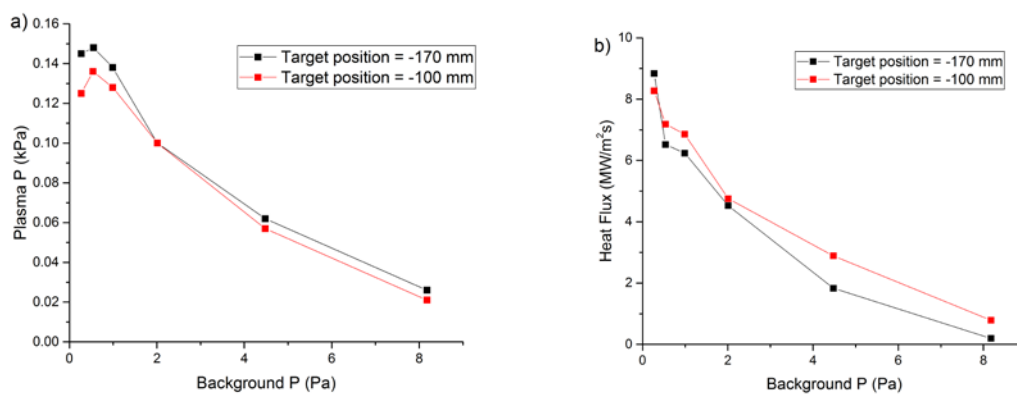 a)
0.16
0.14
0.12
0.10
0.08
0.06
0.04
0.02
0.00
Plasma P (kPa)
Target position = -170 mm
Target position = -100 mm
0 2 4 6 8
Background P (Pa)
b)
10
8
6
4
2
0
Heat Flux (MW/m²s)
Target position = -170 mm
Target position = -100 mm
0 2 4 6 8
Background P (Pa)